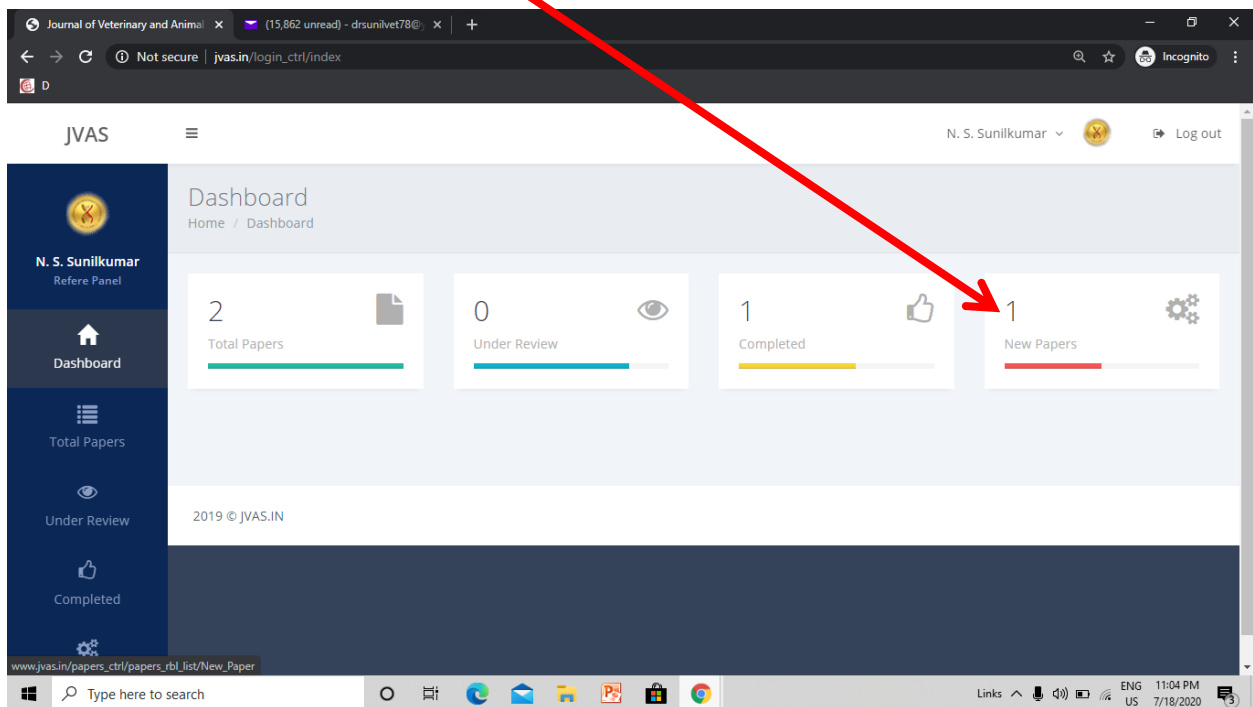 Journal of Veterinary and Animal
(15,862 unread) - drsunilvet78@
Not secure | jvas.in/login_ctrl/index
Incognito
D
JVAS
N. S. Sunilkumar
Log out
N. S. Sunilkumar
Refere Panel
Dashboard
Home / Dashboard
2
Total Papers
0
Under Review
1
Completed
1
New Papers
Dashboard
Total Papers
Under Review
Completed
2019 © JVAS.IN
www.jvas.in/papers_ctrl/papers_rbl_list/New_Paper
Type here to search
Links
ENG
US
11:04 PM
7/18/2020
3